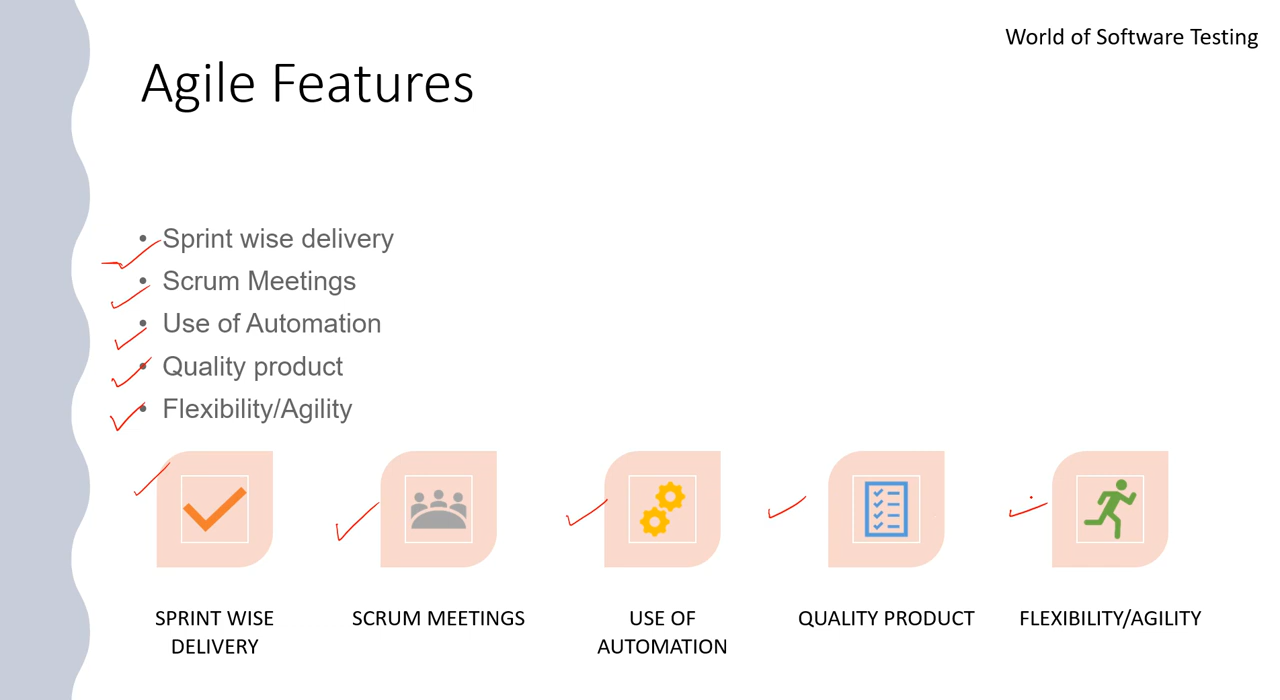 World of Software Testing
Agile Features
• Sprint wise delivery
• Scrum Meetings
• Use of Automation
• Quality product
• Flexibility/Agility
SPRINT WISE
DELIVERY
SCRUM MEETINGS
USE OF
AUTOMATION
QUALITY PRODUCT
FLEXIBILITY/AGILITY